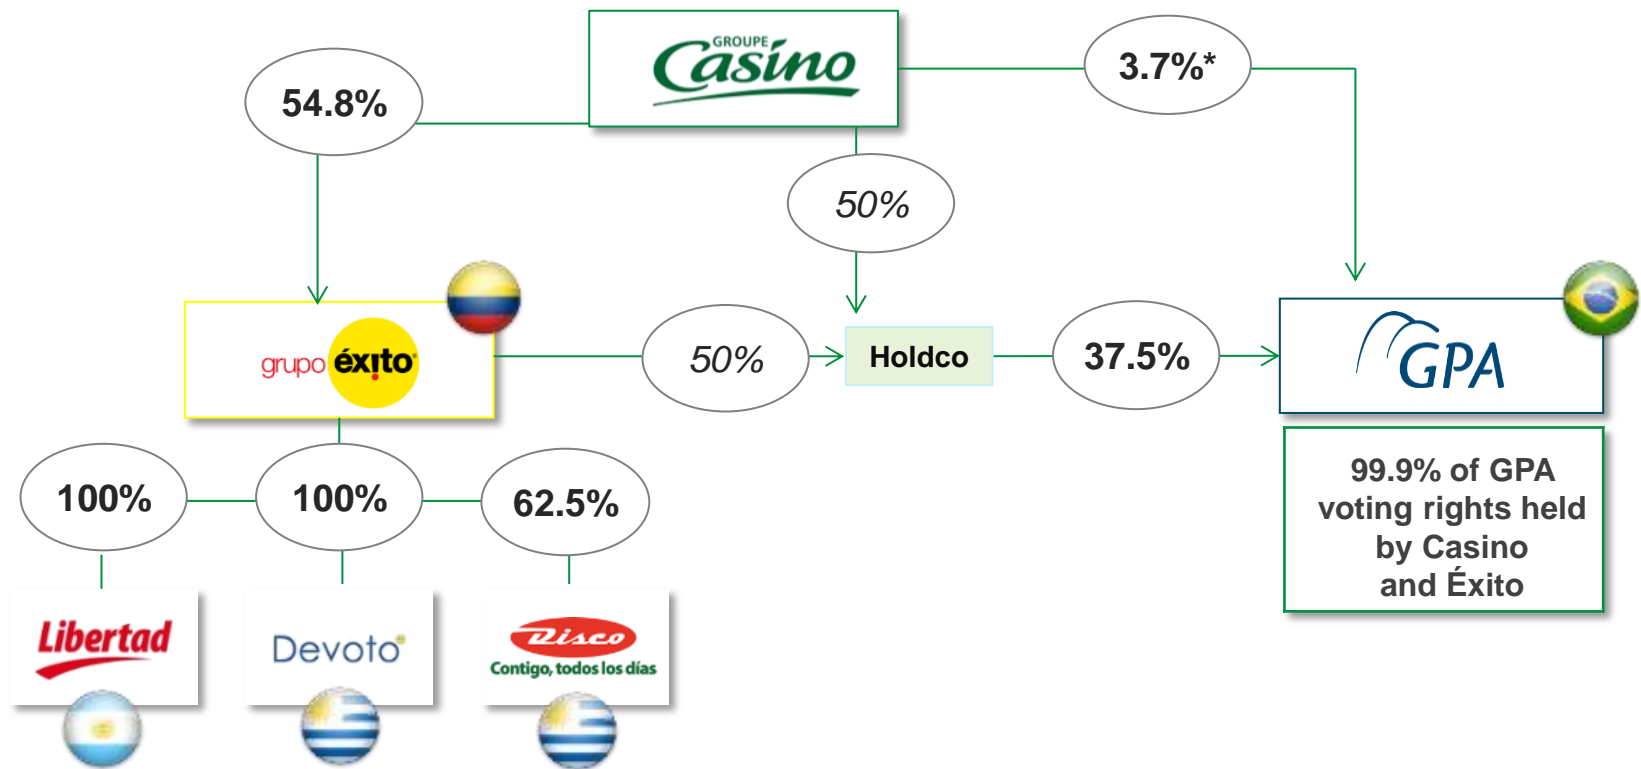 GROUPE
Casino
3.7%*
54.8%
50%
grupo éxito
50%
Holdco
37.5%
GPA
99.9% of GPA
voting rights held
by Casino
and Éxito
100%
100%
62.5%
Libertad
Devoto
Disco
Contigo, todos los días